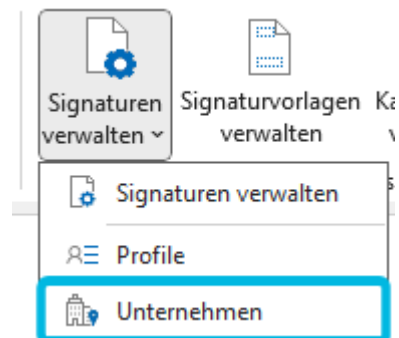 Signaturen
verwalten
Signaturvorlagen
verwalten
Signaturen verwalten
Profile
Unternehmen